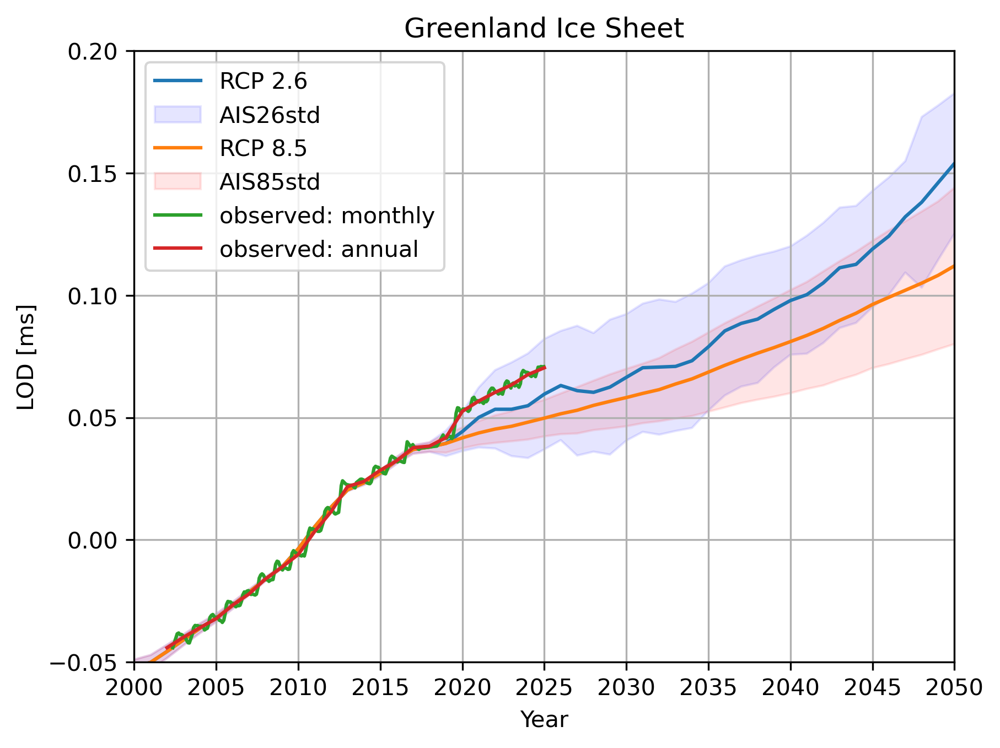 Greenland Ice Sheet
0.20
0.15
0.10
0.05
0.00
−0.05
LOD [ms]
RCP 2.6
AIS26std
RCP 8.5
AIS85std
observed: monthly
observed: annual
2000 2005 2010 2015 2020 2025 2030 2035 2040 2045 2050
Year